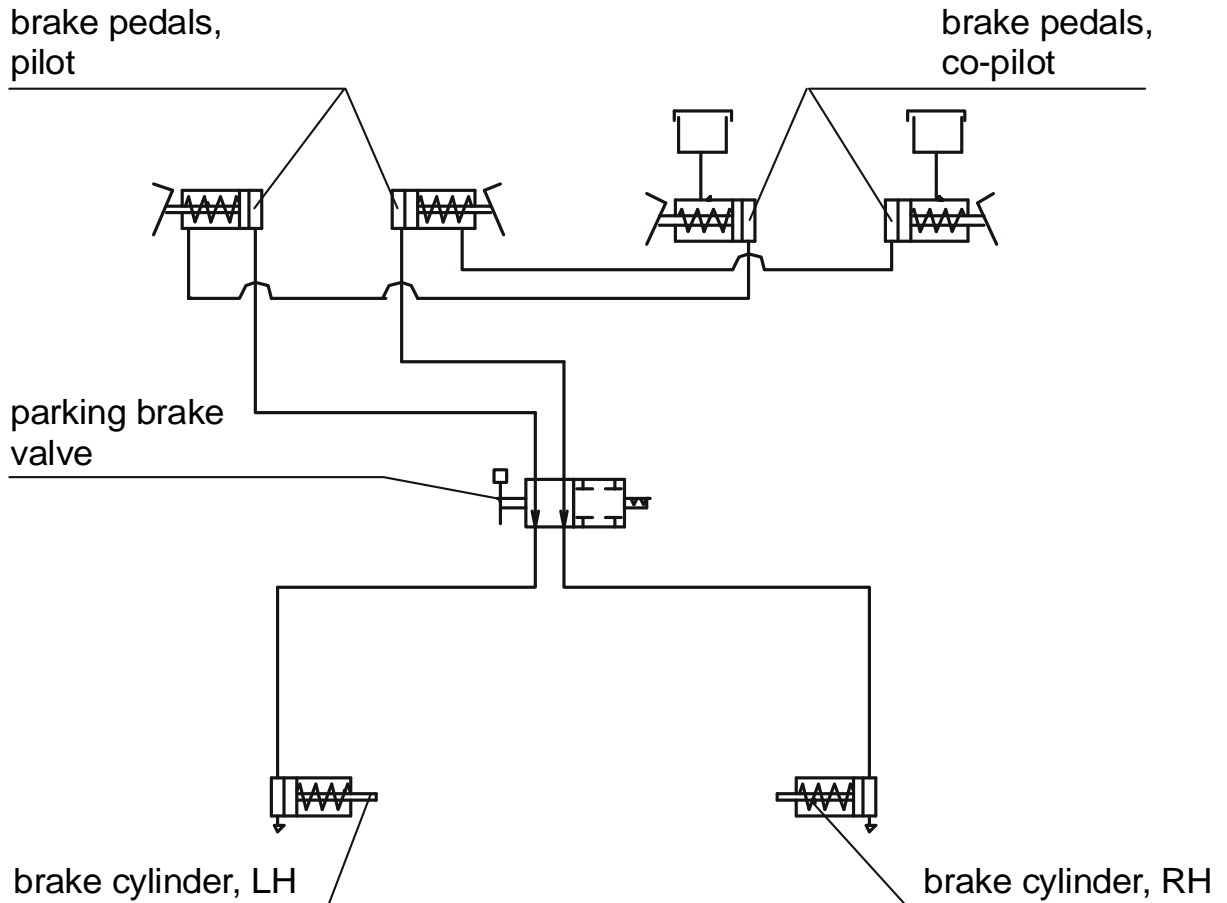 brake pedals,
pilot
brake pedals,
co-pilot
parking brake
valve
brake cylinder, LH
brake cylinder, RH